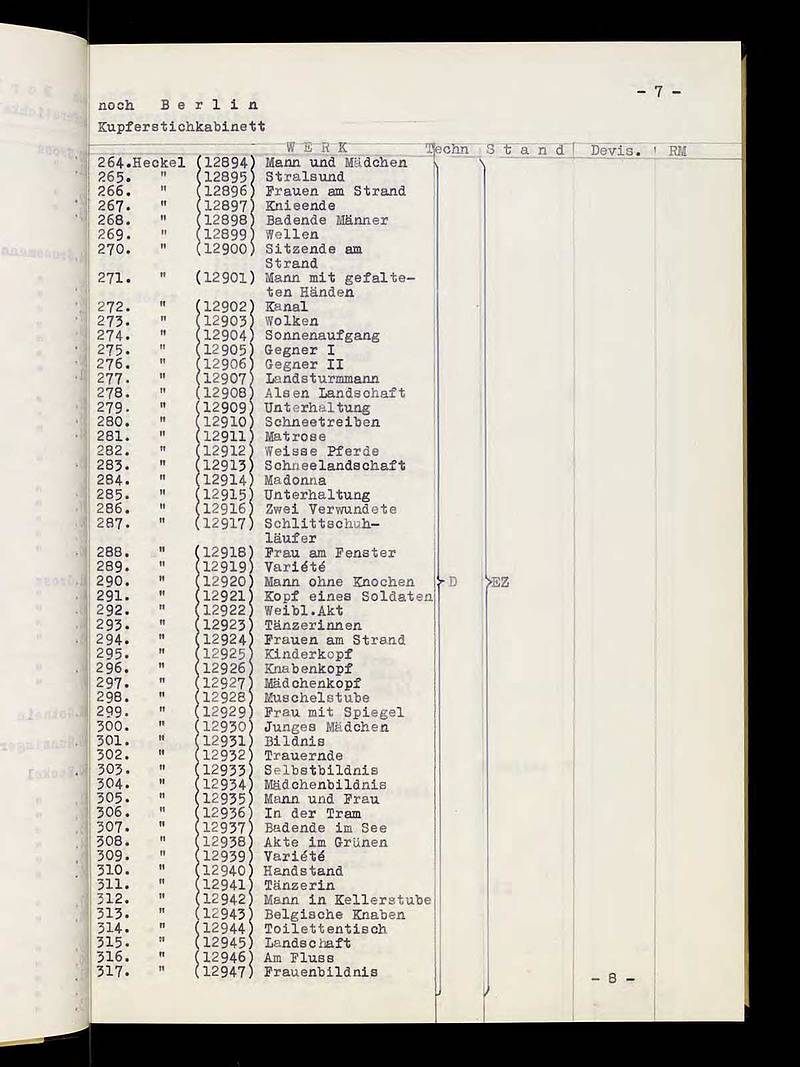 - 7 -
noch B e r l i n
Kupferstichkabinett
W E R K Techn S t a n d Devis. RM
264.Heckel (12894) Mann und Mädchen
265. " (12895) Stralsund
266. " (12896) Frauen am Strand
267. " (12897) Knieende
268. " (12898) Badende Männer
269. " (12899) Wellen
270. " (12900) Sitzende am
Strand
271. " (12901) Mann mit gefalte-
ten Händen
272. " (12902) Kanal
273. " (12903) Wolken
274. " (12904) Sonnenaufgang
275. " (12905) Gegner I
276. " (12906) Gegner II
277. " (12907) Landsturmmann
278. " (12908) Alsen Landschaft
279. " (12909) Unterhaltung
280. " (12910) Schneetreiben
281. " (12911) Matrose
282. " (12912) Weisse Pferde
283. " (12913) Schneelandschaft
284. " (12914) Madonna
285. " (12915) Unterhaltung
286. " (12916) Zwei Verwundete
287. " (12917) Schlittschuh-
läufer
288. " (12918) Frau am Fenster
289. " (12919) Variété
290. " (12920) Mann ohne Knochen D EZ
291. " (12921) Kopf eines Soldaten
292. " (12922) Weibl.Akt
293. " (12923) Tänzerinnen
294. " (12924) Frauen am Strand
295. " (12925) Kinderkopf
296. " (12926) Knabenkopf
297. " (12927) Mädchenkopf
298. " (12928) Muschelstube
299. " (12929) Frau mit Spiegel
300. " (12930) Junges Mädchen
301. " (12931) Bildnis
302. " (12932) Trauernde
303. " (12933) Selbstbildnis
304. " (12934) Mädchenbildnis
305. " (12935) Mann und Frau
306. " (12936) In der Tram
307. " (12937) Badende im See
308. " (12938) Akte im Grünen
309. " (12939) Variété
310. " (12940) Handstand
311. " (12941) Tänzerin
312. " (12942) Mann in Kellerstube
313. " (12943) Belgische Knaben
314. " (12944) Toilettentisch
315. " (12945) Landschaft
316. " (12946) Am Fluss
317. " (12947) Frauenbildnis
- 8 -